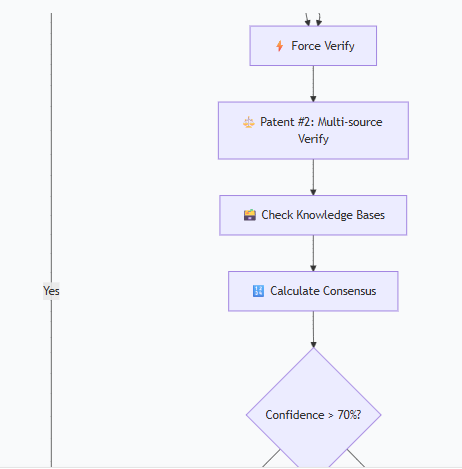 ⚡ Force Verify
⚖️ Patent #2: Multi-source
Verify
🗃️ Check Knowledge Bases
Yes
🔢 Calculate Consensus
Confidence > 70%?